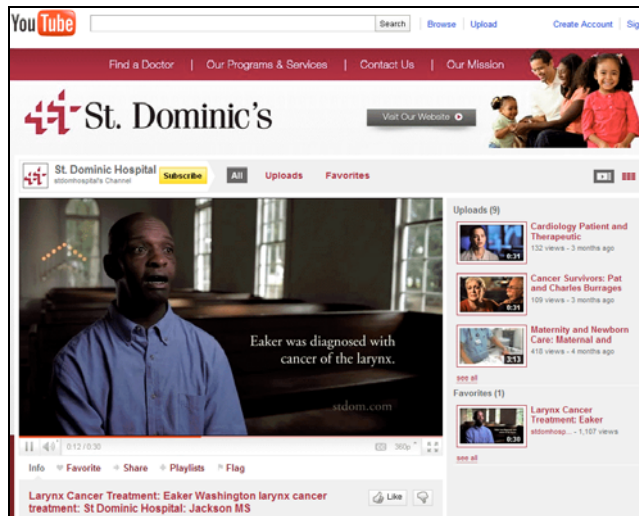 You Tube
Search
Browse | Upload
Create Account | Sig
Find a Doctor | Our Programs & Services | Contact Us | Our Mission
St. Dominic's
Visit Our Website
St. Dominic Hospital
stdomhospital's Channel
Subscribe
All
Uploads
Favorites
Eaker was diagnosed with
cancer of the larynx.
stdom.com
0:12 / 0:30
360p
Info
Favorite
Share
Playlists
Flag
Larynx Cancer Treatment: Eaker Washington larynx cancer
treatment: St Dominic Hospital: Jackson MS
Like
Uploads (9)
0:31
Cardiology Patient and
Therapeutic
132 views - 3 months ago
0:31
Cancer Survivors: Pat
and Charles Burrages
109 views - 3 months ago
3:13
Maternity and Newborn
Care: Maternal and
418 views - 4 months ago
see all
Favorites (1)
0:30
Larynx Cancer
Treatment: Eaker
stdomhosp... - 1,107 views
see all